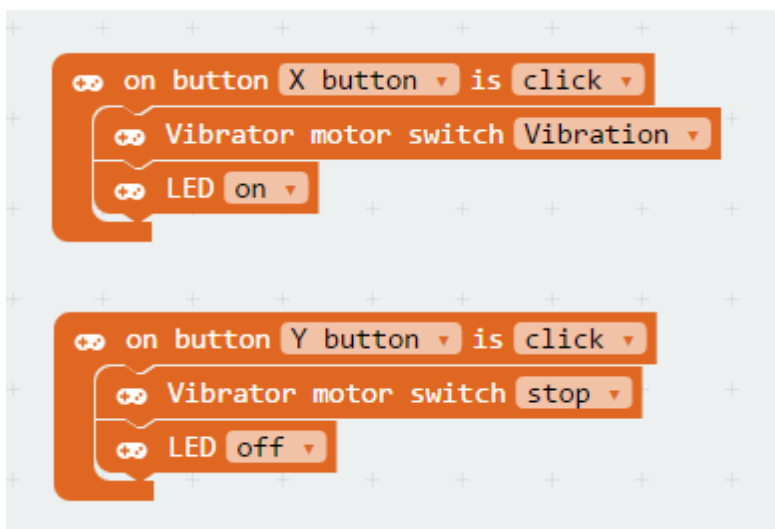 on button X button is click
Vibrator motor switch Vibration
LED on
on button Y button is click
Vibrator motor switch stop
LED off